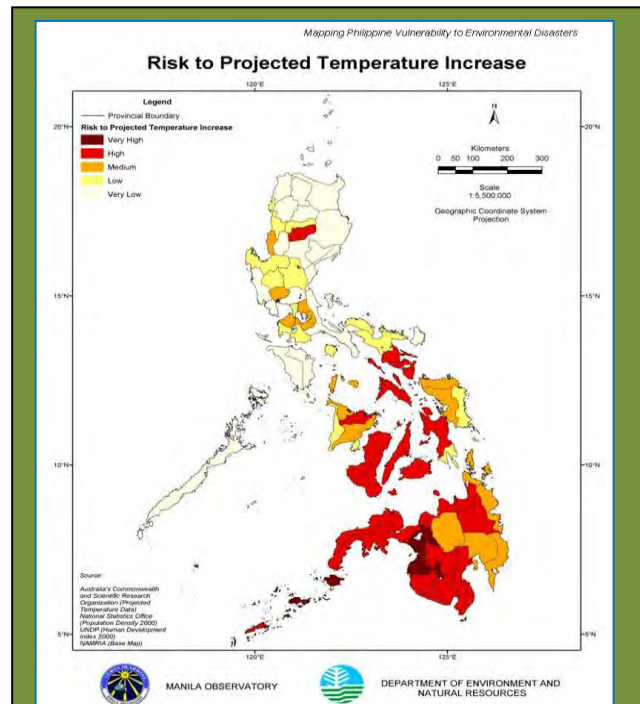 Mapping Philippine Vulnerability to Environmental Disasters
Risk to Projected Temperature Increase
120°E
125°E
Legend
Provincial Boundary
Risk to Projected Temperature Increase
Very High
High
Medium
Low
Very Low
N
Kilometers
0 50 100 200 300
Scale
1:5,500,000
Geographic Coordinate System
Projection
20°N
20°N
15°N
15°N
10°N
10°N
5°N
5°N
Source:
Australia's Commonwealth
and Scientific Research
Organization (Projected
Temperature Data)
National Statistics Office
(Population Density 2000)
UNDP (Human Development
Index 2000)
NAMRIA (Base Map)
120°E
125°E
MANILA OBSERVATORY
DEPARTMENT OF ENVIRONMENT AND
NATURAL RESOURCES